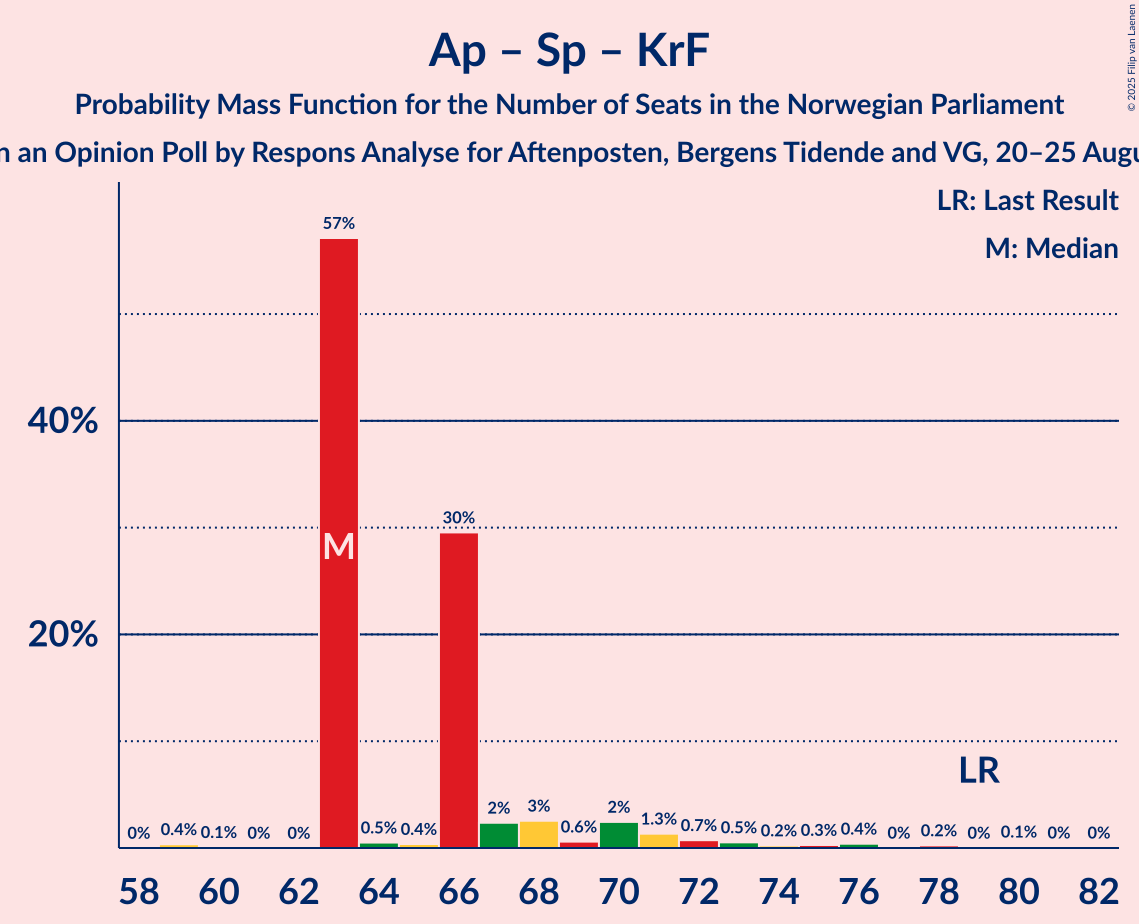 Ap – Sp – KrF
Probability Mass Function for the Number of Seats in the Norwegian Parliament
an Opinion Poll by Respons Analyse for Aftenposten, Bergens Tidende and VG, 20–25
© 2025 Filip van Laenen
LR: Last Result
M: Median
57%
40%
M
30%
20%
LR
0% 0.4% 0.1% 0% 0% 0.5% 0.4% 2% 3% 0.6% 2% 1.3% 0.7% 0.5% 0.2% 0.3% 0.4% 0% 0.2% 0% 0.1% 0% 0%
58 60 62 64 66 68 70 72 74 76 78 80 82